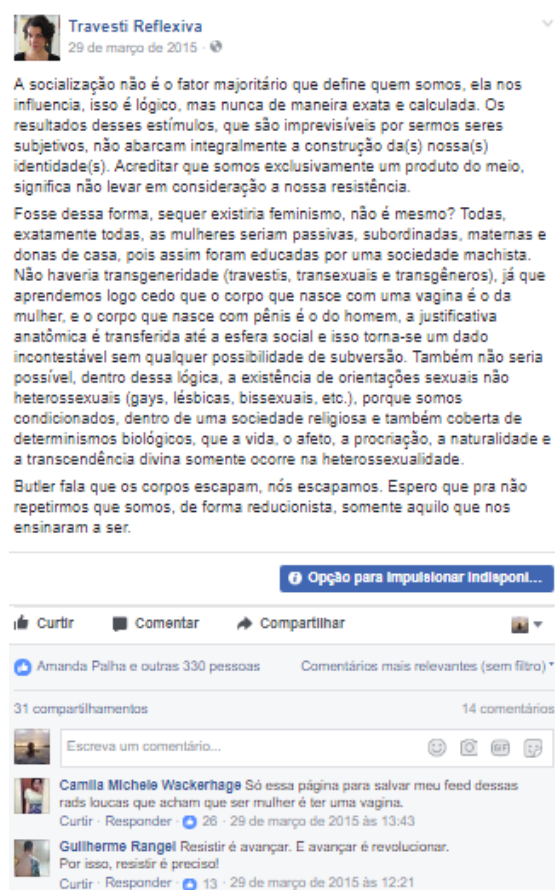 Travesti Reflexiva
29 de março de 2015 ·
A socialização não é o fator majoritário que define quem somos, ela nos
influencia, isso é lógico, mas nunca de maneira exata e calculada. Os
resultados desses estímulos, que são imprevisíveis por sermos seres
subjetivos, não abarcam integralmente a construção da(s) nossa(s)
identidade(s). Acreditar que somos exclusivamente um produto do meio,
significa não levar em consideração a nossa resistência.
Fosse dessa forma, sequer existiria feminismo, não é mesmo? Todas,
exatamente todas, as mulheres seriam passivas, subordinadas, maternas e
donas de casa, pois assim foram educadas por uma sociedade machista.
Não haveria transgeneridade (travestis, transexuais e transgêneros), já que
aprendemos logo cedo que o corpo que nasce com uma vagina é o da
mulher, e o corpo que nasce com pênis é o do homem, a justificativa
anatômica é transferida até a esfera social e isso torna-se um dado
incontestável sem qualquer possibilidade de subversão. Também não seria
possível, dentro dessa lógica, a existência de orientações sexuais não
heterossexuais (gays, lésbicas, bissexuais, etc.), porque somos
condicionados, dentro de uma sociedade religiosa e também coberta de
determinismos biológicos, que a vida, o afeto, a procriação, a naturalidade e
a transcendência divina somente ocorre na heterossexualidade.
Butler fala que os corpos escapam, nós escapamos. Espero que pra não
repetirmos que somos, de forma reducionista, somente aquilo que nos
ensinaram a ser.
Opção para impulsionar indisponí...
Curtir Comentar Compartilhar
Amanda Palha e outras 330 pessoas Comentários mais relevantes (sem filtro)
31 compartilhamentos 14 comentários
Escreva um comentário... GIF
Camila Michele Wackerhage Só essa página para salvar meu feed dessas
rads loucas que acham que ser mulher é ter uma vagina.
Curtir · Responder · 26 · 29 de março de 2015 às 13:43
Guilherme Rangel Resistir é avançar. E avançar é revolucionar.
Por isso, resistir é preciso!
Curtir · Responder · 13 · 29 de março de 2015 às 12:21